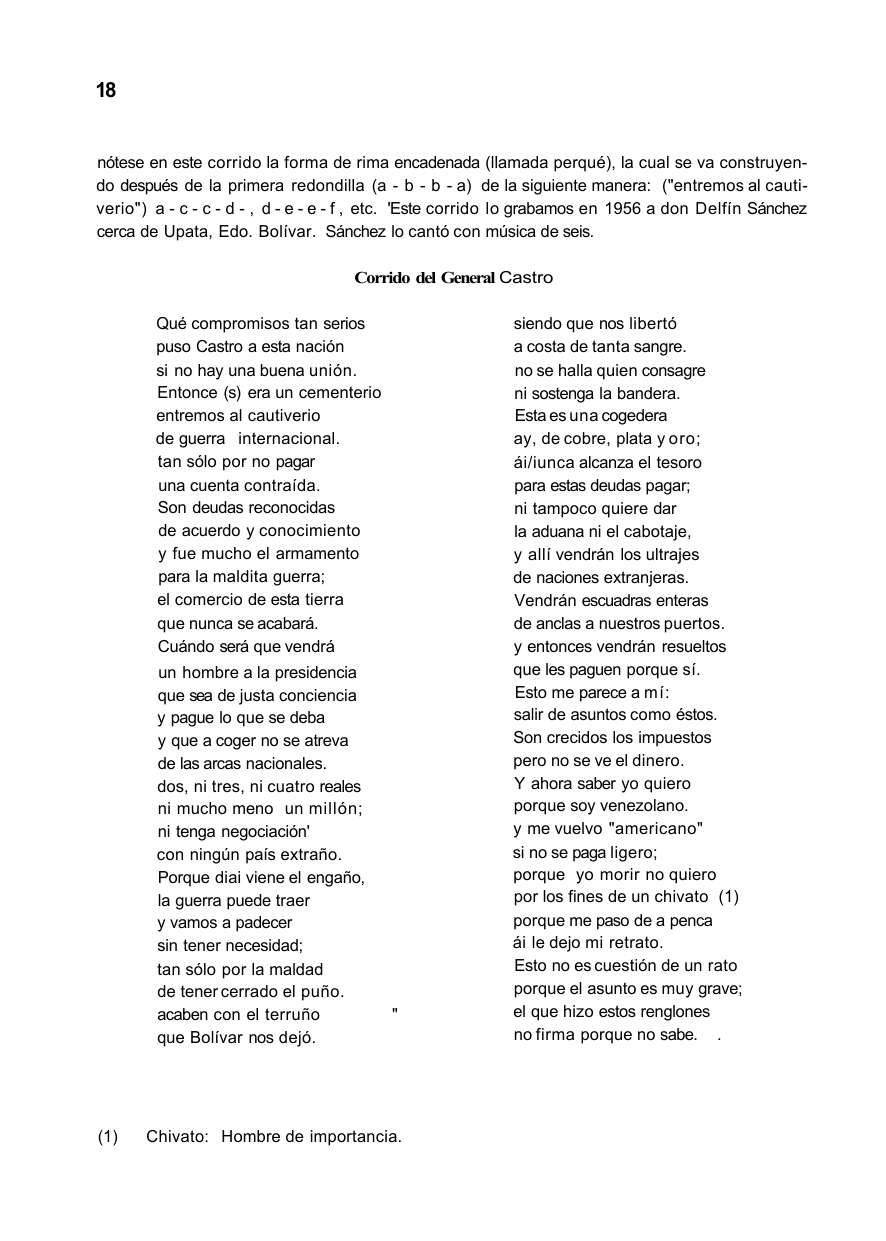 18
nótese en este corrido la forma de rima encadenada (llamada perqué), la cual se va construyen-
do después de la primera redondilla (a - b - b - a) de la siguiente manera: ("entremos al cauti-
verio") a - c - c - d - , d - e - e - f , etc. 'Este corrido lo grabamos en 1956 a don Delfín Sánchez
cerca de Upata, Edo. Bolívar. Sánchez lo cantó con música de seis.
Corrido del General Castro
Qué compromisos tan serios
puso Castro a esta nación
si no hay una buena unión.
Entonce (s) era un cementerio
entremos al cautiverio
de guerra internacional.
tan sólo por no pagar
una cuenta contraída.
Son deudas reconocidas
de acuerdo y conocimiento
y fue mucho el armamento
para la maldita guerra;
el comercio de esta tierra
que nunca se acabará.
Cuándo será que vendrá
un hombre a la presidencia
que sea de justa conciencia
y pague lo que se deba
y que a coger no se atreva
de las arcas nacionales.
dos, ni tres, ni cuatro reales
ni mucho meno un millón;
ni tenga negociación'
con ningún país extraño.
Porque diai viene el engaño,
la guerra puede traer
y vamos a padecer
sin tener necesidad;
tan sólo por la maldad
de tener cerrado el puño.
acaben con el terruño "
que Bolívar nos dejó.
siendo que nos libertó
a costa de tanta sangre.
no se halla quien consagre
ni sostenga la bandera.
Esta es una cogedera
ay, de cobre, plata y oro;
ái/iunca alcanza el tesoro
para estas deudas pagar;
ni tampoco quiere dar
la aduana ni el cabotaje,
y allí vendrán los ultrajes
de naciones extranjeras.
Vendrán escuadras enteras
de anclas a nuestros puertos.
y entonces vendrán resueltos
que les paguen porque sí.
Esto me parece a mí:
salir de asuntos como éstos.
Son crecidos los impuestos
pero no se ve el dinero.
Y ahora saber yo quiero
porque soy venezolano.
y me vuelvo "americano"
si no se paga ligero;
porque yo morir no quiero
por los fines de un chivato (1)
porque me paso de a penca
ái le dejo mi retrato.
Esto no es cuestión de un rato
porque el asunto es muy grave;
el que hizo estos renglones
no firma porque no sabe. .
(1) Chivato: Hombre de importancia.